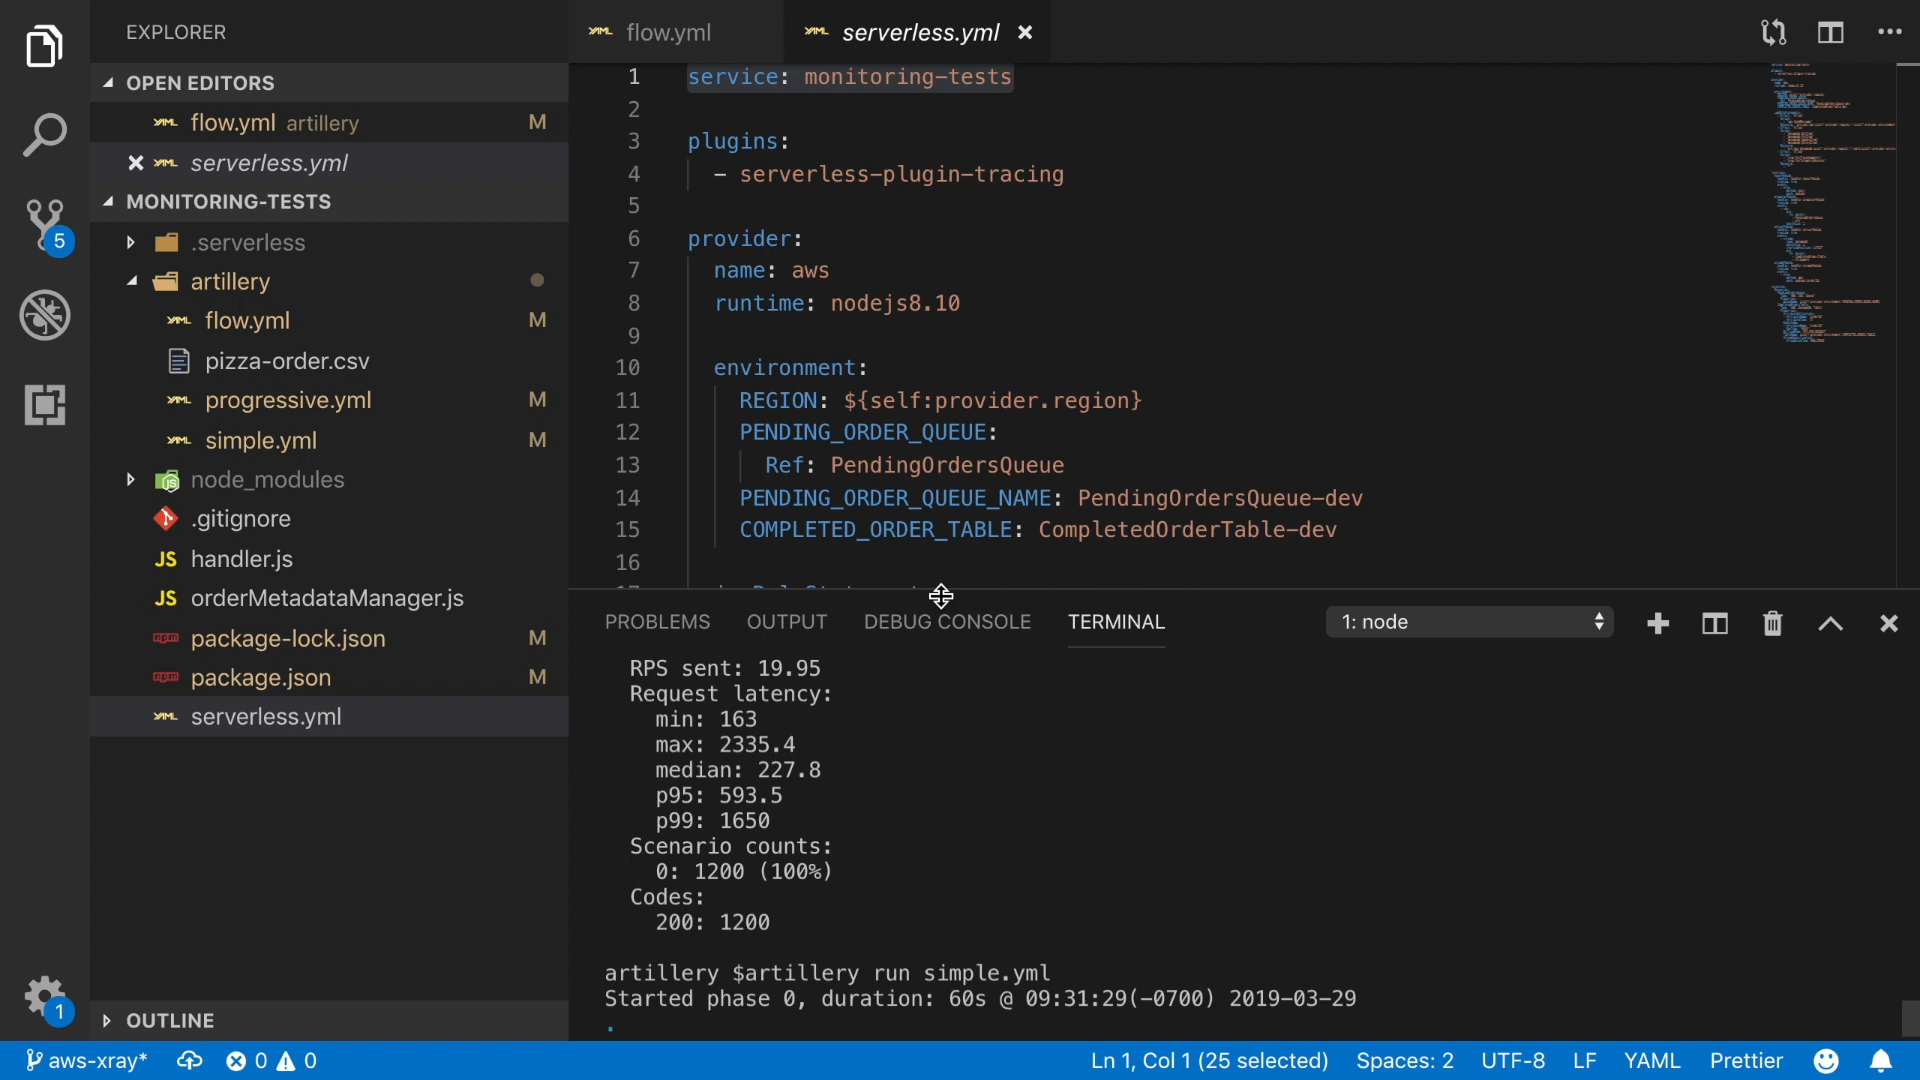 EXPLORER
OPEN EDITORS
flow.yml artillery M
serverless.yml
MONITORING-TESTS
.serverless
artillery
flow.yml M
pizza-order.csv
progressive.yml M
simple.yml M
node_modules
.gitignore
JS handler.js
JS orderMetadataManager.js
package-lock.json M
package.json M
serverless.yml
OUTLINE
5
1
flow.yml
serverless.yml
1 service: monitoring-tests
2
3 plugins:
4 - serverless-plugin-tracing
5
6 provider:
7 name: aws
8 runtime: nodejs8.10
9
10 environment:
11 REGION: ${self:provider.region}
12 PENDING_ORDER_QUEUE:
13 Ref: PendingOrdersQueue
14 PENDING_ORDER_QUEUE_NAME: PendingOrdersQueue-dev
15 COMPLETED_ORDER_TABLE: CompletedOrderTable-dev
16
PROBLEMS OUTPUT DEBUG CONSOLE TERMINAL 1: node
RPS sent: 19.95
Request latency:
min: 163
max: 2335.4
median: 227.8
p95: 593.5
p99: 1650
Scenario counts:
0: 1200 (100%)
Codes:
200: 1200
artillery $artillery run simple.yml
Started phase 0, duration: 60s @ 09:31:29(-0700) 2019-03-29
.
aws-xray* 0 0 Ln 1, Col 1 (25 selected) Spaces: 2 UTF-8 LF YAML Prettier